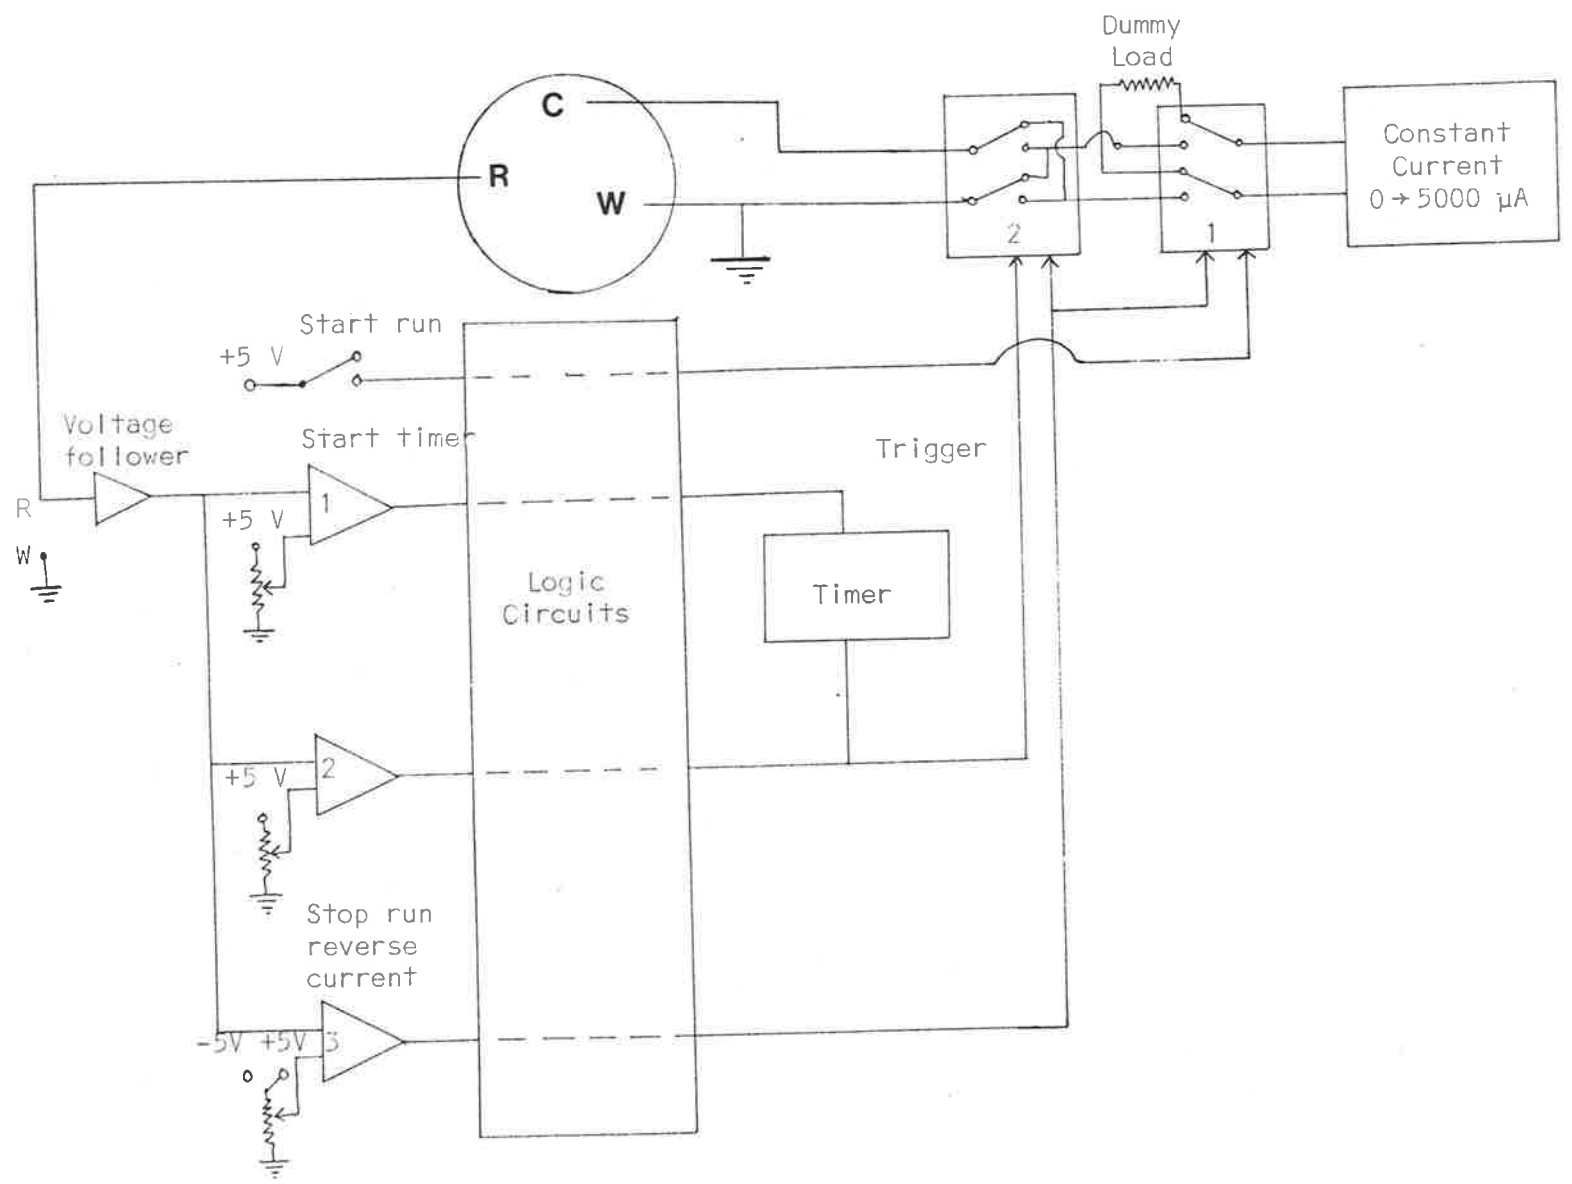 Dummy
Load
C
R
W
2
1
Constant
Current
0→5000 µA
Start run
+5 V
Voltage
follower
Start timer
Trigger
R
+5 V
1
W
Logic
Circuits
Timer
+5 V
2
Stop run
reverse
current
-5V +5V
3